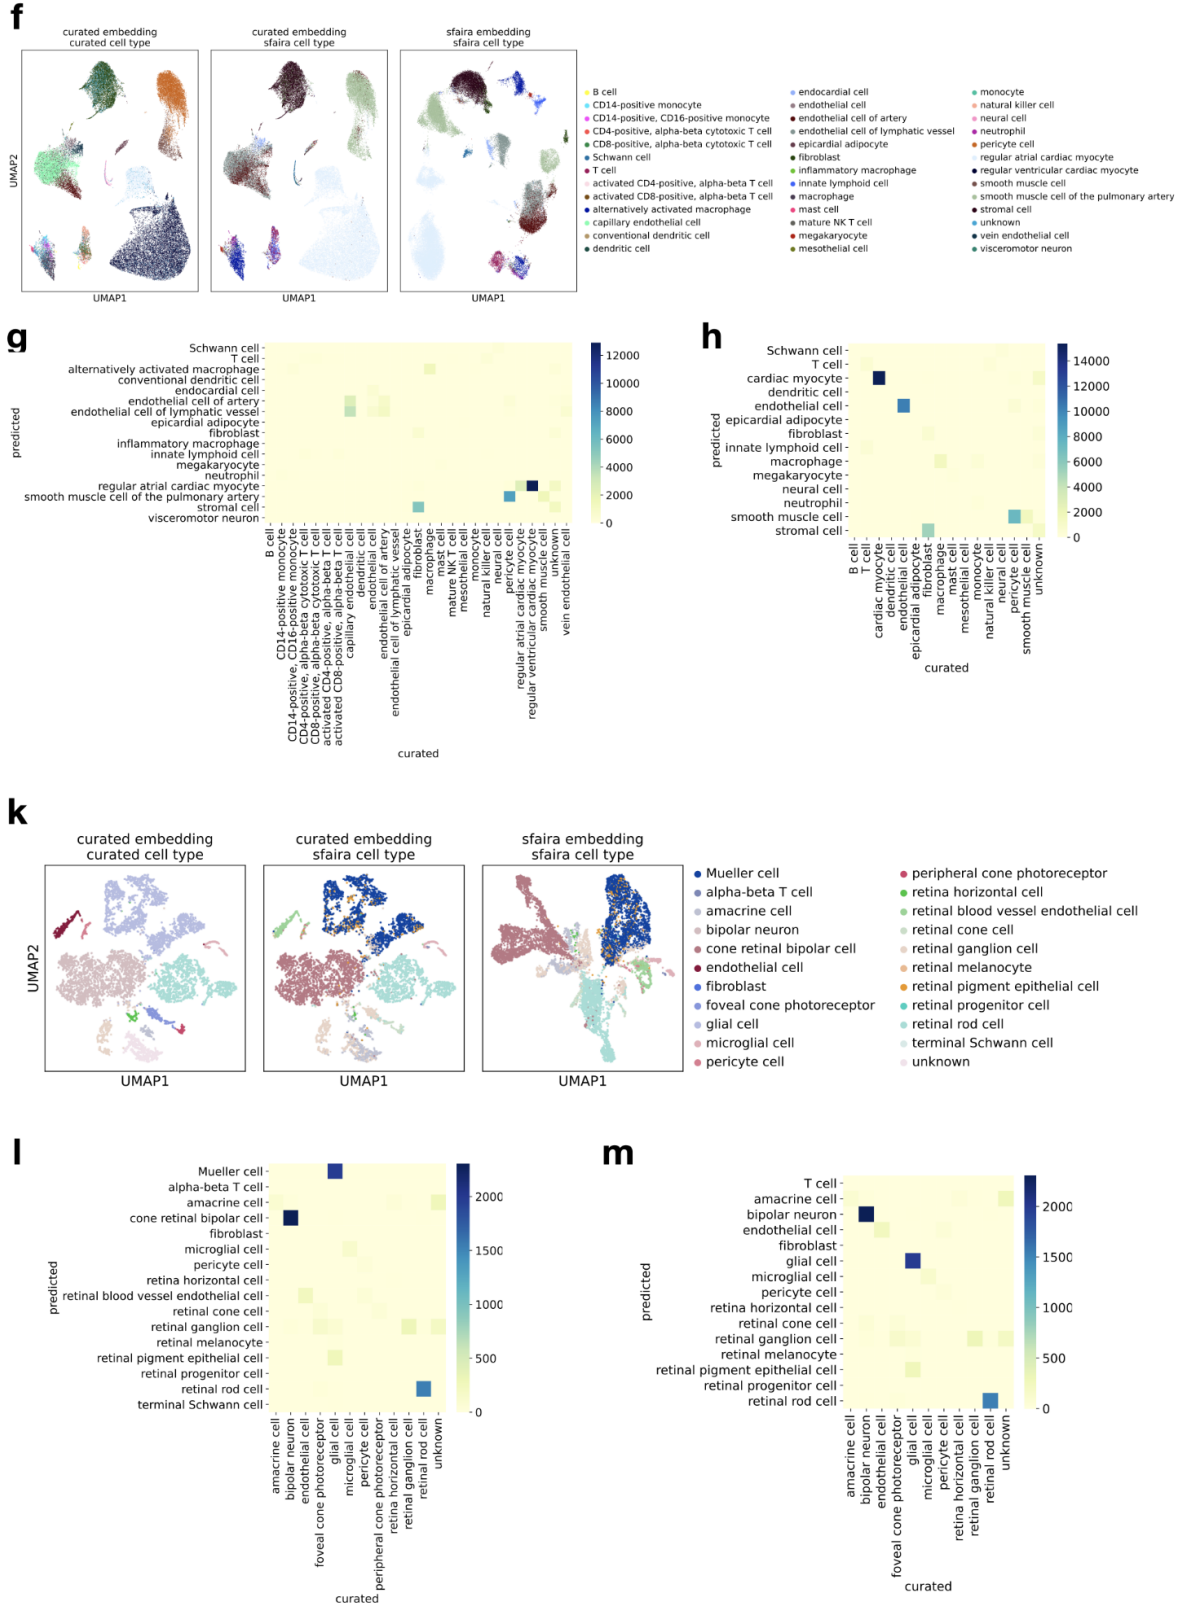 f
curated embedding
curated cell type
curated embedding
sfaira cell type
sfaira embedding
sfaira cell type
UMAP2
UMAP1
UMAP1
UMAP1
B cell
CD14-positive monocyte
CD14-positive, CD16-positive monocyte
CD4-positive, alpha-beta cytotoxic T cell
CD8-positive, alpha-beta cytotoxic T cell
Schwann cell
T cell
activated CD4-positive, alpha-beta T cell
activated CD8-positive, alpha-beta T cell
alternatively activated macrophage
capillary endothelial cell
conventional dendritic cell
dendritic cell
endocardial cell
endothelial cell
endothelial cell of artery
endothelial cell of lymphatic vessel
epicardial adipocyte
fibroblast
inflammatory macrophage
innate lymphoid cell
macrophage
mast cell
mature NK T cell
megakaryocyte
mesothelial cell
monocyte
natural killer cell
neural cell
neutrophil
pericyte cell
regular atrial cardiac myocyte
regular ventricular cardiac myocyte
smooth muscle cell
smooth muscle cell of the pulmonary artery
stromal cell
unknown
vein endothelial cell
visceromotor neuron
g
predicted
Schwann cell
T cell
alternatively activated macrophage
conventional dendritic cell
endocardial cell
endothelial cell of artery
endothelial cell of lymphatic vessel
epicardial adipocyte
fibroblast
inflammatory macrophage
innate lymphoid cell
megakaryocyte
neutrophil
regular atrial cardiac myocyte
smooth muscle cell of the pulmonary artery
stromal cell
visceromotor neuron
B cell
CD14-positive monocyte
CD14-positive, CD16-positive monocyte
CD4-positive, alpha-beta cytotoxic T cell
CD8-positive, alpha-beta cytotoxic T cell
activated CD4-positive, alpha-beta T cell
activated CD8-positive, alpha-beta T cell
capillary endothelial cell
dendritic cell
endothelial cell
endothelial cell of artery
endothelial cell of lymphatic vessel
epicardial adipocyte
fibroblast
macrophage
mast cell
mature NK T cell
mesothelial cell
monocyte
natural killer cell
neural cell
pericyte cell
regular atrial cardiac myocyte
regular ventricular cardiac myocyte
smooth muscle cell
unknown
vein endothelial cell
curated
12000
10000
8000
6000
4000
2000
0
h
predicted
Schwann cell
T cell
cardiac myocyte
dendritic cell
endothelial cell
epicardial adipocyte
fibroblast
innate lymphoid cell
macrophage
megakaryocyte
neural cell
neutrophil
smooth muscle cell
stromal cell
B cell
T cell
cardiac myocyte
dendritic cell
endothelial cell
epicardial adipocyte
fibroblast
macrophage
mast cell
mesothelial cell
monocyte
natural killer cell
neural cell
pericyte cell
smooth muscle cell
unknown
curated
14000
12000
10000
8000
6000
4000
2000
0
k
curated embedding
curated cell type
curated embedding
sfaira cell type
sfaira embedding
sfaira cell type
UMAP2
UMAP1
UMAP1
UMAP1
Mueller cell
alpha-beta T cell
amacrine cell
bipolar neuron
cone retinal bipolar cell
endothelial cell
fibroblast
foveal cone photoreceptor
glial cell
microglial cell
pericyte cell
peripheral cone photoreceptor
retina horizontal cell
retinal blood vessel endothelial cell
retinal cone cell
retinal ganglion cell
retinal melanocyte
retinal pigment epithelial cell
retinal progenitor cell
retinal rod cell
terminal Schwann cell
unknown
l
predicted
Mueller cell
alpha-beta T cell
amacrine cell
cone retinal bipolar cell
fibroblast
microglial cell
pericyte cell
retina horizontal cell
retinal blood vessel endothelial cell
retinal cone cell
retinal ganglion cell
retinal melanocyte
retinal pigment epithelial cell
retinal progenitor cell
retinal rod cell
terminal Schwann cell
amacrine cell
bipolar neuron
endothelial cell
foveal cone photoreceptor
glial cell
microglial cell
pericyte cell
peripheral cone photoreceptor
retina horizontal cell
retinal ganglion cell
retinal rod cell
unknown
curated
2000
1500
1000
500
0
m
predicted
T cell
amacrine cell
bipolar neuron
endothelial cell
fibroblast
glial cell
microglial cell
pericyte cell
retina horizontal cell
retinal cone cell
retinal ganglion cell
retinal melanocyte
retinal pigment epithelial cell
retinal progenitor cell
retinal rod cell
amacrine cell
bipolar neuron
endothelial cell
foveal cone photoreceptor
glial cell
microglial cell
pericyte cell
retina horizontal cell
retinal ganglion cell
retinal rod cell
unknown
curated
2000
1500
1000
500
0